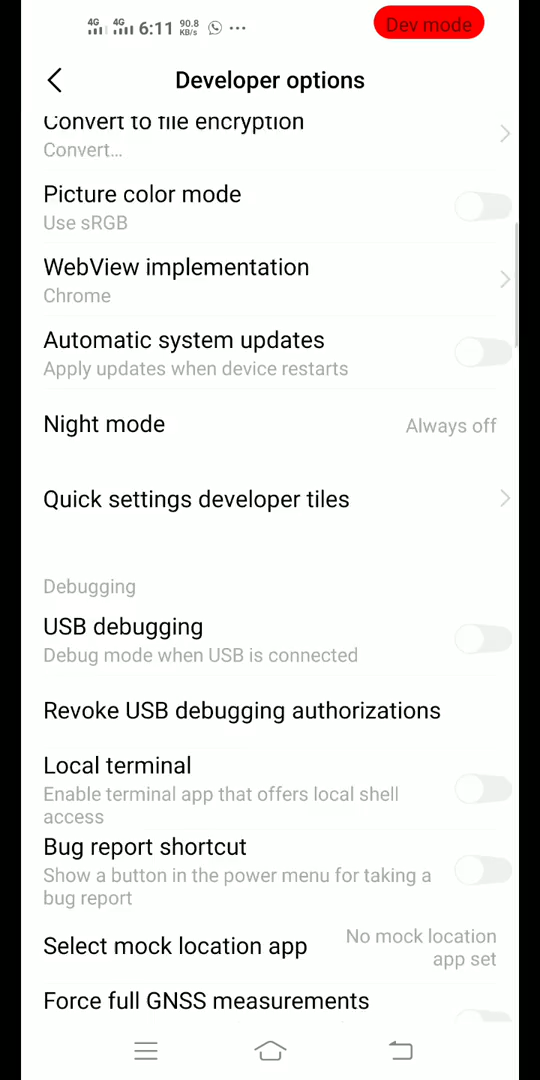 4G 4G 6:11 90.8 KB/s ...
Dev mode
Developer options
Convert to file encryption
Convert...
Picture color mode
Use sRGB
WebView implementation
Chrome
Automatic system updates
Apply updates when device restarts
Night mode
Always off
Quick settings developer tiles
Debugging
USB debugging
Debug mode when USB is connected
Revoke USB debugging authorizations
Local terminal
Enable terminal app that offers local shell
access
Bug report shortcut
Show a button in the power menu for taking a
bug report
Select mock location app
No mock location
app set
Force full GNSS measurements